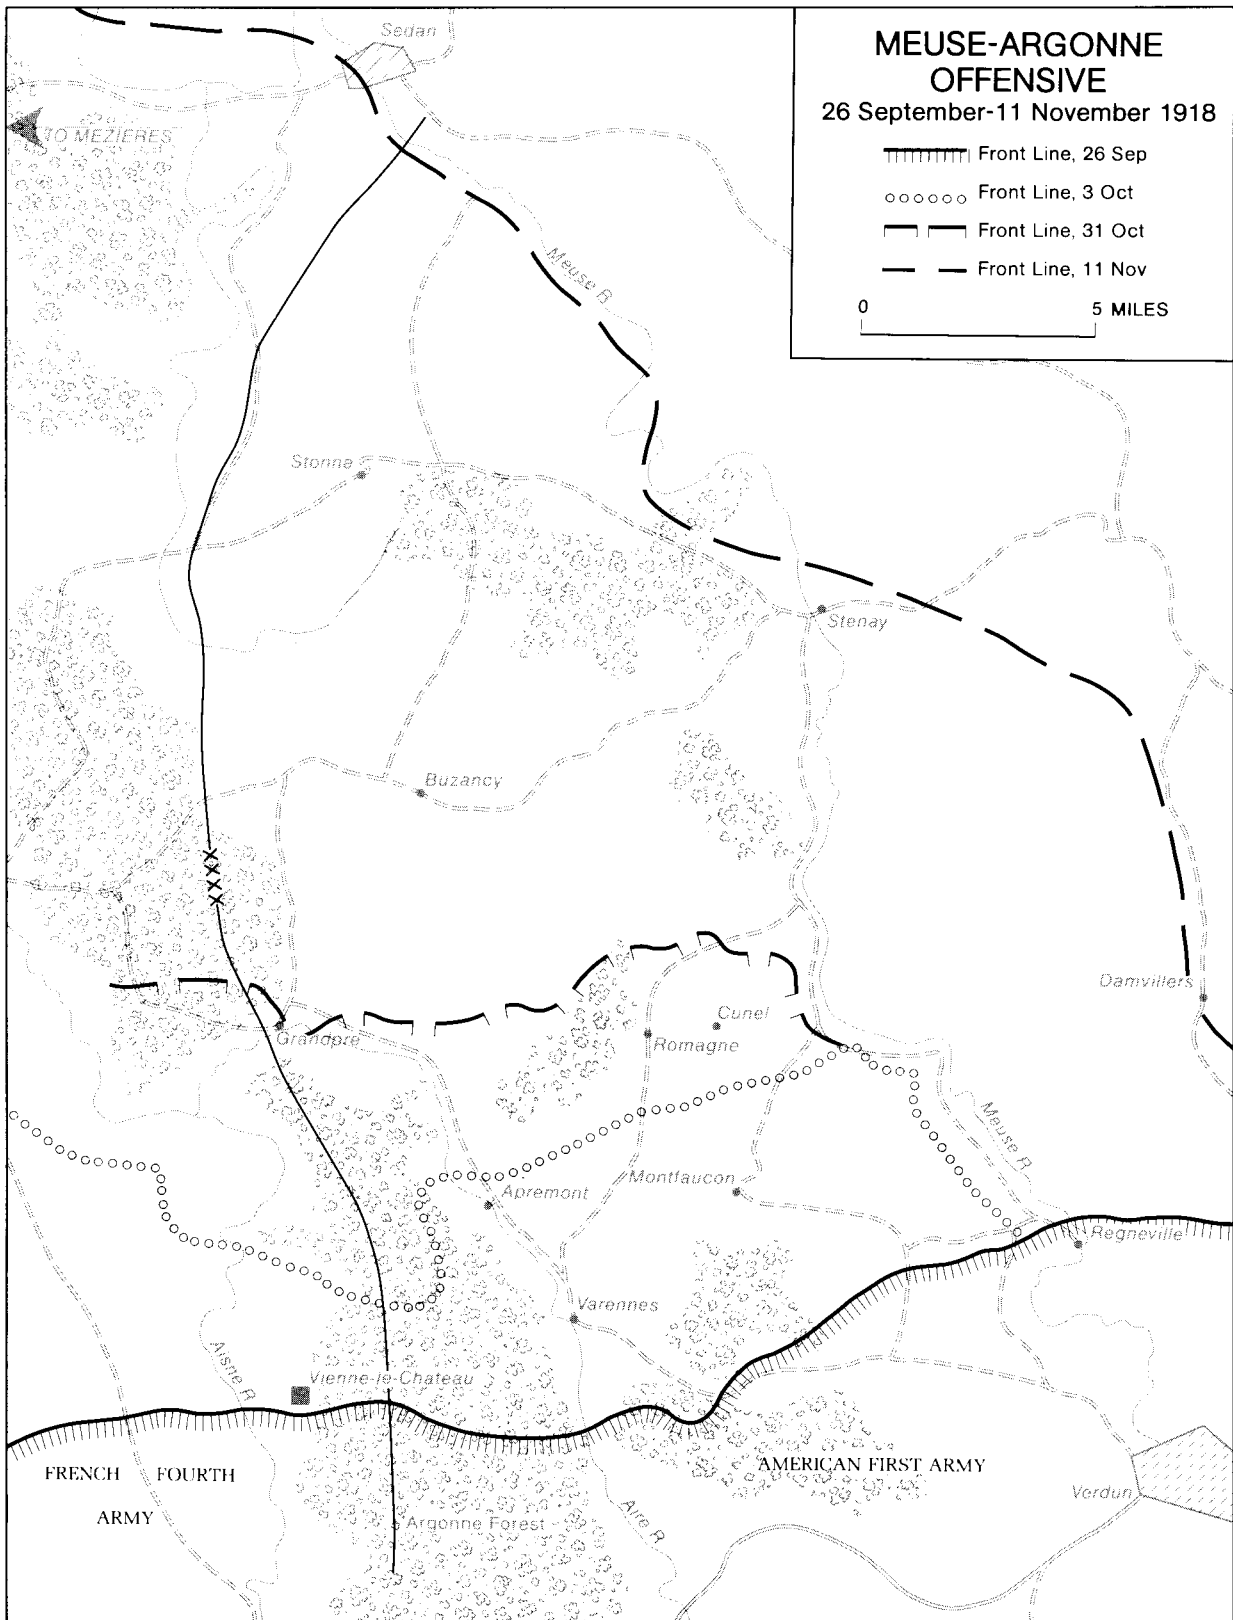 MEUSE-ARGONNE
OFFENSIVE
26 September-11 November 1918
Front Line, 26 Sep
Front Line, 3 Oct
Front Line, 31 Oct
Front Line, 11 Nov
0 5 MILES
Sedan
TO MEZIERES
Meuse R
Stonne
Stenay
Buzancy
XXXX
Damvillers
Grandpre
Cunel
Romagne
Meuse R
Montfaucon
Apremont
Regneville
Varennes
Aisne R
Vienne-le-Chateau
FRENCH FOURTH
ARMY
AMERICAN FIRST ARMY
Verdun
Argonne Forest
Aire R